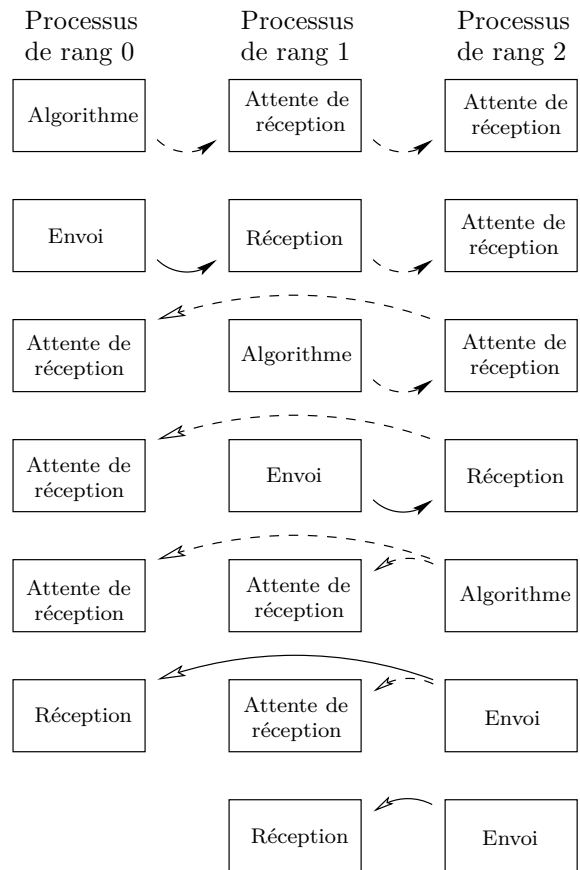 Processus
de rang 0
Processus
de rang 1
Processus
de rang 2
Algorithme
Attente de
réception
Attente de
réception
Envoi
Réception
Attente de
réception
Attente de
réception
Algorithme
Attente de
réception
Attente de
réception
Envoi
Réception
Attente de
réception
Attente de
réception
Algorithme
Réception
Attente de
réception
Envoi
Réception
Envoi